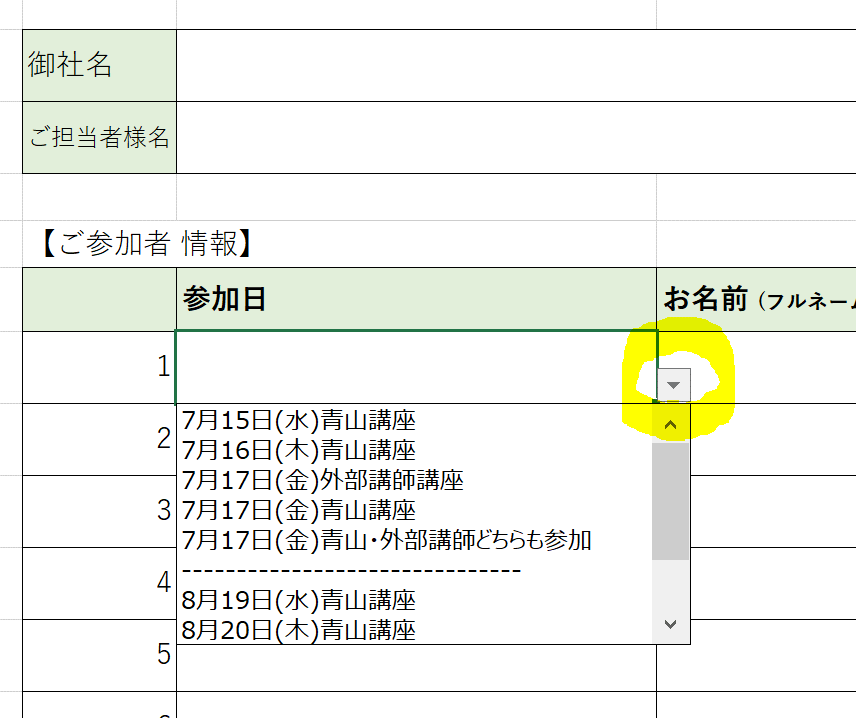 御社名
ご担当者様名
【ご参加者 情報】
参加日 お名前（フルネーム
1
7月15日(水)青山講座
2 7月16日(木)青山講座
7月17日(金)外部講師講座
3 7月17日(金)青山講座
7月17日(金)青山・外部講師どちらも参加
-------------------------------
4 8月19日(水)青山講座
8月20日(木)青山講座
5